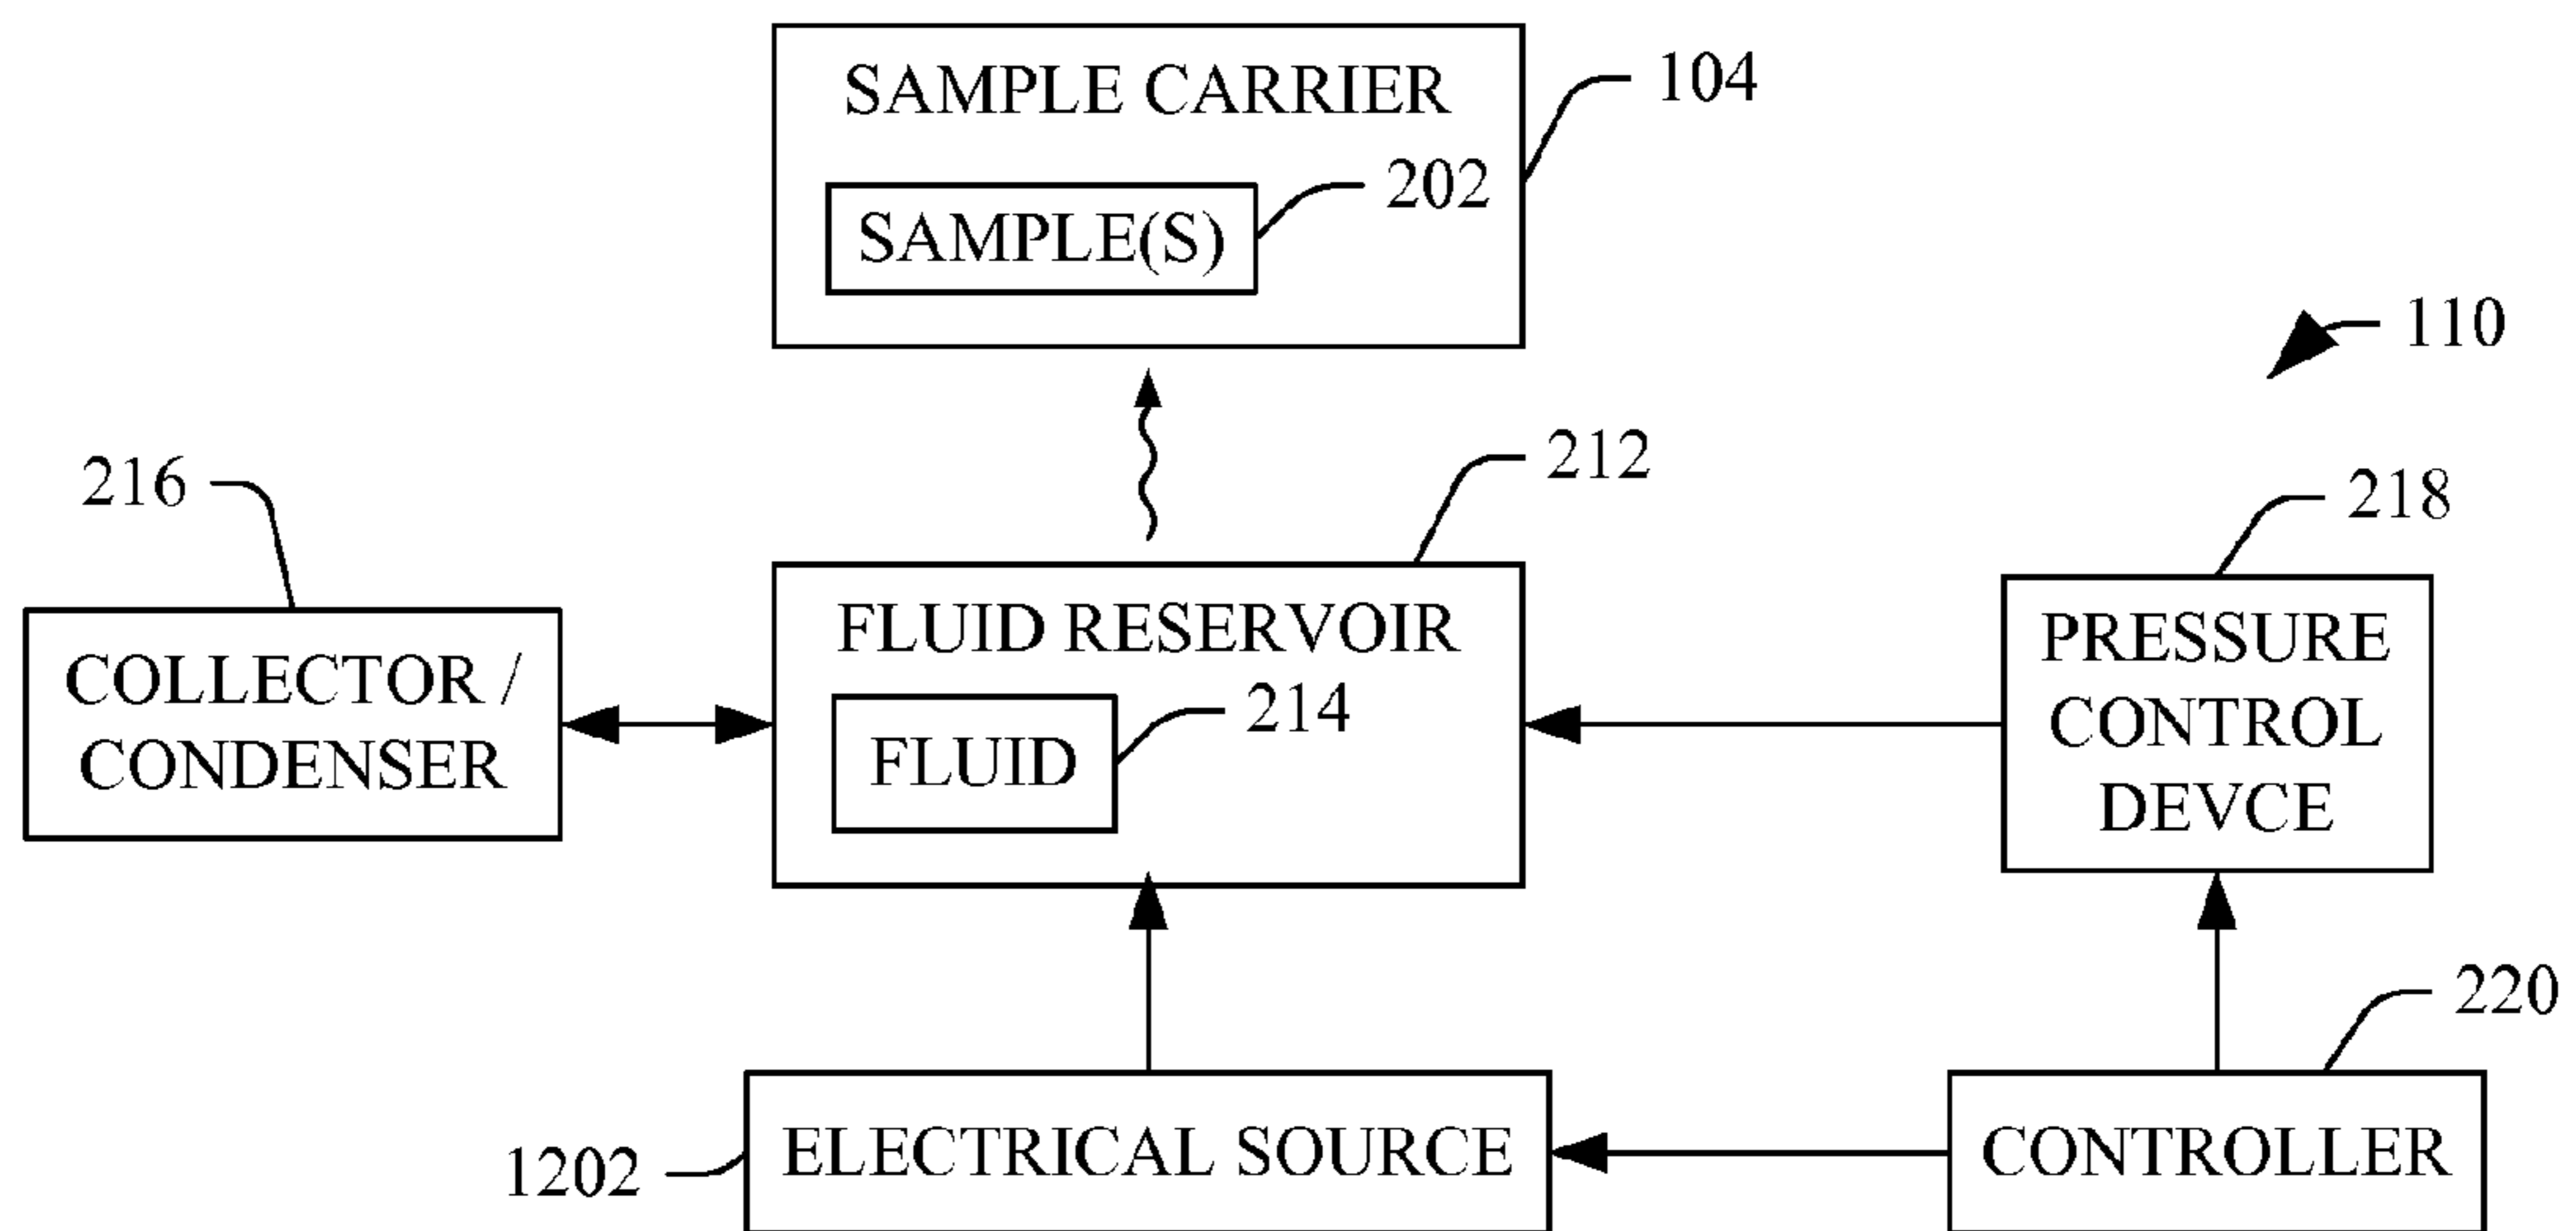 SAMPLE CARRIER
104
202
SAMPLE(S)
110
216
212
218
COLLECTOR /
CONDENSER
FLUID RESERVOIR
214
FLUID
PRESSURE
CONTROL
DEVCE
220
1202
ELECTRICAL SOURCE
CONTROLLER